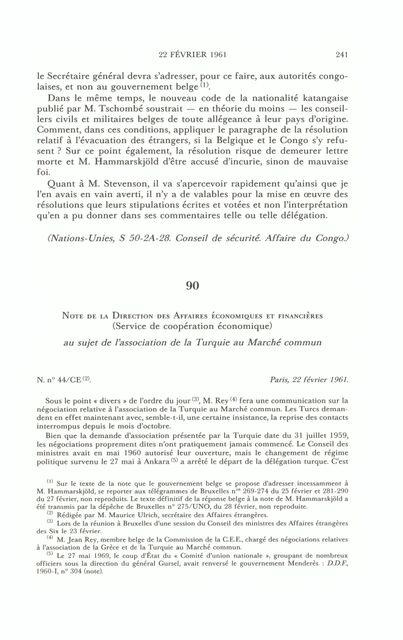 22 FÉVRIER 1961
241
le Secrétaire général devra s'adresser, pour ce faire, aux autorités congo-
laises, et non au gouvernement belge (1).
Dans le même temps, le nouveau code de la nationalité katangaise
publié par M. Tschombé soustrait — en théorie du moins — les conseil-
lers civils et militaires belges de toute allégeance à leur pays d'origine.
Comment, dans ces conditions, appliquer le paragraphe de la résolution
relatif à l'évacuation des étrangers, si la Belgique et le Congo s'y refu-
sent ? Sur ce point également, la résolution risque de demeurer lettre
morte et M. Hammarskjöld d'être accusé d'incurie, sinon de mauvaise
foi.
Quant à M. Stevenson, il va s'apercevoir rapidement qu'ainsi que je
l'en avais en vain averti, il n'y a de valables pour la mise en œuvre des
résolutions que leurs stipulations écrites et votées et non l'interprétation
qu'en a pu donner dans ses commentaires telle ou telle délégation.
(Nations-Unies, S 50-2A-28. Conseil de sécurité. Affaire du Congo.)
90
NOTE DE LA DIRECTION DES AFFAIRES ÉCONOMIQUES ET FINANCIÈRES
(Service de coopération économique)
au sujet de l'association de la Turquie au Marché commun
N. n° 44/CE (2).
Paris, 22 février 1961.
Sous le point « divers » de l'ordre du jour (3), M. Rey (4) fera une communication sur la
négociation relative à l'association de la Turquie au Marché commun. Les Turcs deman-
dent en effet maintenant avec, semble-t-il, une certaine insistance, la reprise des contacts
interrompus depuis le mois d'octobre.
Bien que la demande d'association présentée par la Turquie date du 31 juillet 1959,
les négociations proprement dites n'ont pratiquement jamais commencé. Le Conseil des
ministres avait en mai 1960 autorisé leur ouverture, mais le changement de régime
politique survenu le 27 mai à Ankara (5) a arrêté le départ de la délégation turque. C'est
(1) Sur le texte de la note que le gouvernement belge se propose d'adresser incessamment à
M. Hammarskjöld, se reporter aux télégrammes de Bruxelles nos 269-274 du 25 février et 281-290
du 27 février, non reproduits. Le texte définitif de la réponse belge à la note de M. Hammarskjöld a
été transmis par la dépêche de Bruxelles n° 275/UNO, du 28 février, non reproduite.
(2) Rédigée par M. Maurice Ulrich, secrétaire des Affaires étrangères.
(3) Lors de la réunion à Bruxelles d'une session du Conseil des ministres des Affaires étrangères
des Six le 23 février.
(4) M. Jean Rey, membre belge de la Commission de la C.E.E., chargé des négociations relatives
à l'association de la Grèce et de la Turquie au Marché commun.
(5) Le 27 mai 1969, le coup d'État du « Comité d'union nationale », groupant de nombreux
officiers sous la direction du général Gursel, avait renversé le gouvernement Menderès : D.D.F.,
1960-I, n° 304 (note).